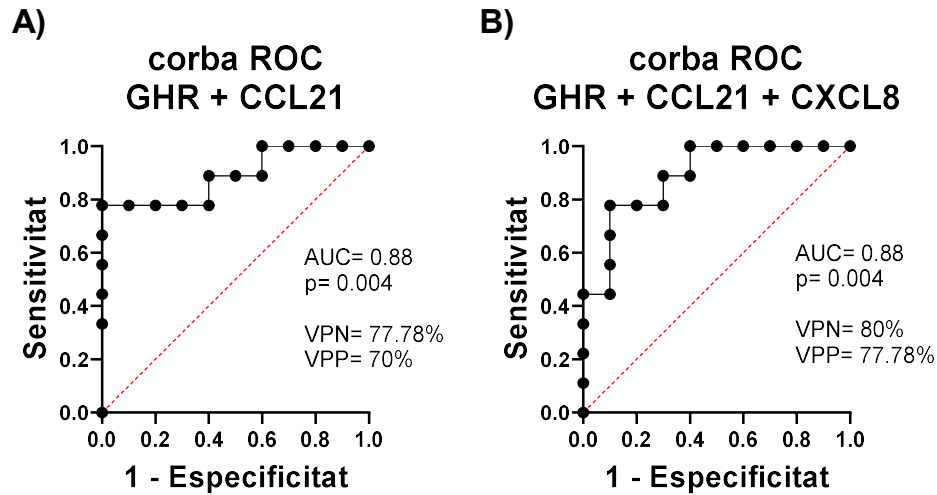 A)
corba ROC
GHR + CCL21
1.0
0.8
0.6
0.4
0.2
0.0
Sensitivitat
AUC= 0.88
p= 0.004
VPN= 77.78%
VPP= 70%
0.0 0.2 0.4 0.6 0.8 1.0
1 - Especificitat
B)
corba ROC
GHR + CCL21 + CXCL8
1.0
0.8
0.6
0.4
0.2
0.0
Sensitivitat
AUC= 0.88
p= 0.004
VPN= 80%
VPP= 77.78%
0.0 0.2 0.4 0.6 0.8 1.0
1 - Especificitat